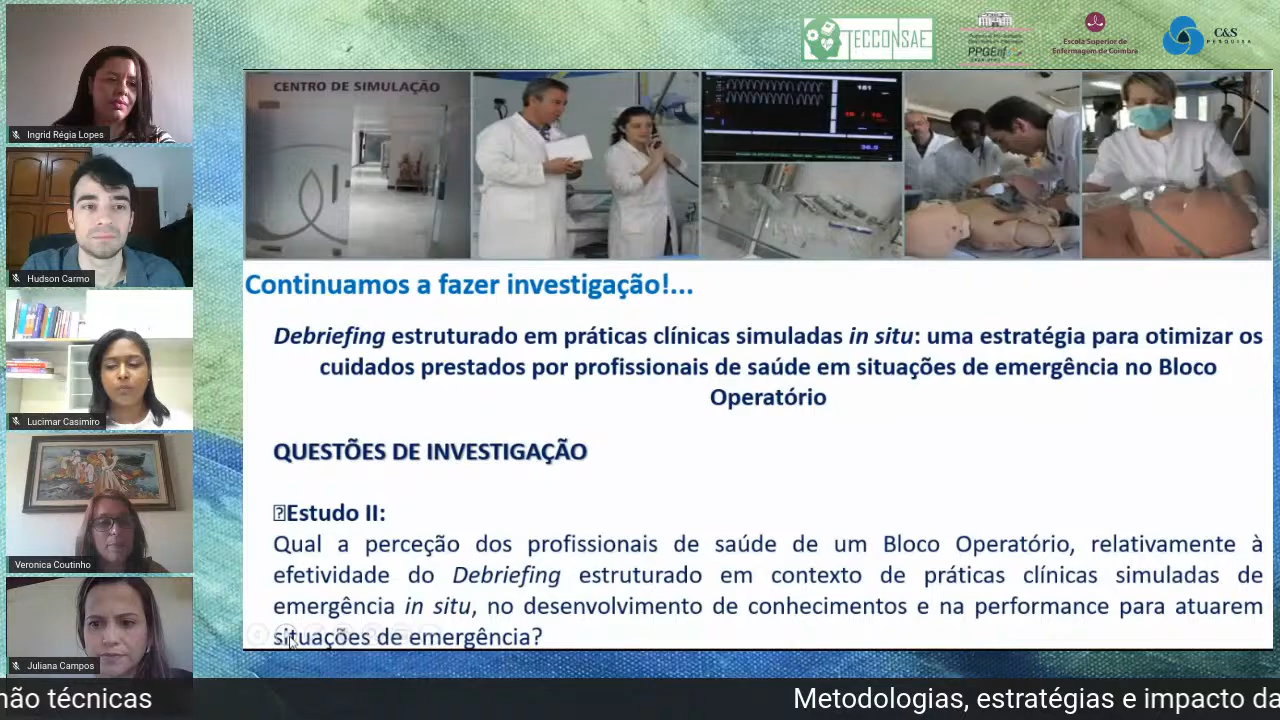 TECCONSAE
PPGEnf
Escola Superior de
Enfermagem de Coimbra
C&S
PESQUISA
CENTRO DE SIMULAÇÃO
Ingrid Régia Lopes
Hudson Carmo
Lucimar Casimiro
Veronica Coutinho
Juliana Campos
Continuamos a fazer investigação!...
Debriefing estruturado em práticas clínicas simuladas in situ: uma estratégia para otimizar os
cuidados prestados por profissionais de saúde em situações de emergência no Bloco
Operatório
QUESTÕES DE INVESTIGAÇÃO
Estudo II:
Qual a perceção dos profissionais de saúde de um Bloco Operatório, relativamente à
efetividade do Debriefing estruturado em contexto de práticas clínicas simuladas de
emergência in situ, no desenvolvimento de conhecimentos e na performance para atuarem
situações de emergência?
não técnicas
Metodologias, estratégias e impacto da